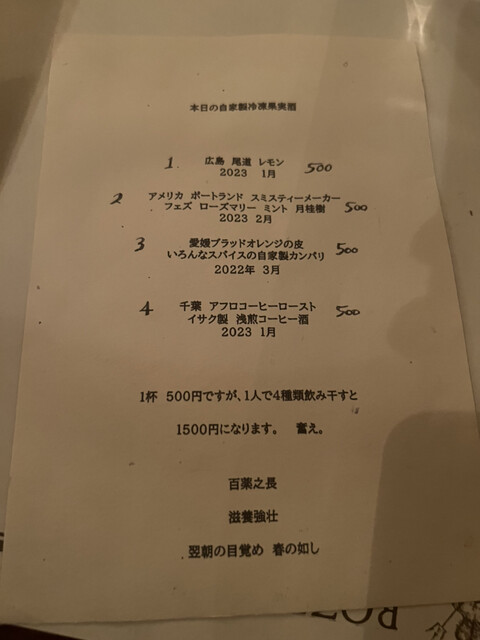 本日の自家製冷凍果実酒
1. 広島 尾道 レモン 500
2023 1月
2 アメリカ ポートランド スミスティーメーカー
フェズ ローズマリー ミント 月桂樹 500
2023 2月
3 愛媛ブラッドオレンジの皮 500
いろんなスパイスの自家製カンパリ
2022年 3月
4 千葉 アフロコーヒーロースト 500
イサク製 浅煎コーヒー酒
2023 1月
1杯 500円ですが、1人で4種類飲み干すと
1500円になります。 奮え。
百薬之長
滋養強壮
翌朝の目覚め 春の如し